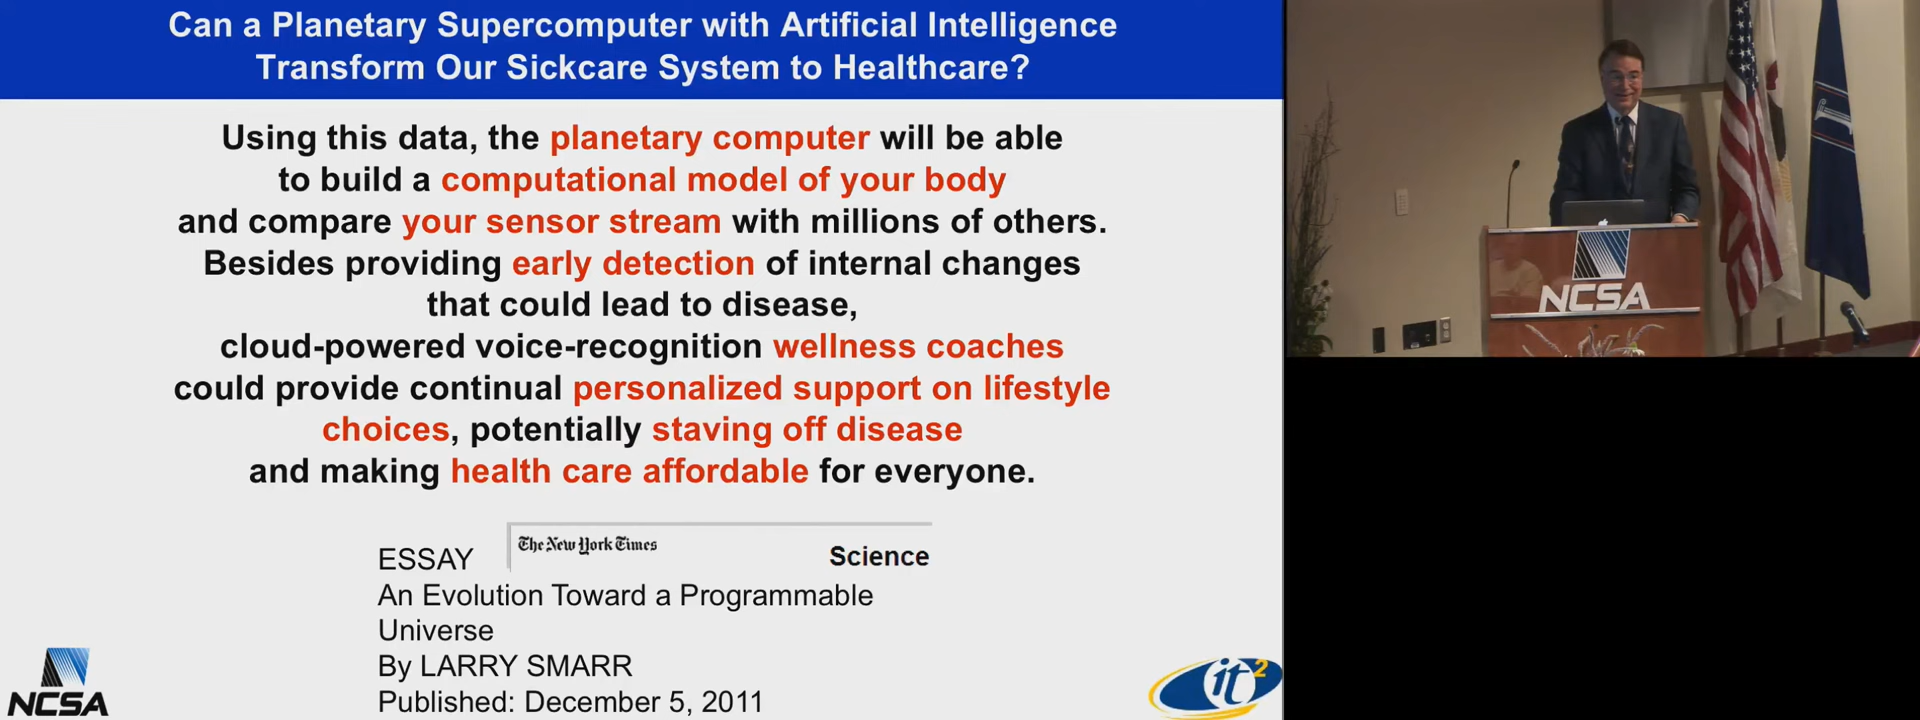 Can a Planetary Supercomputer with Artificial Intelligence
Transform Our Sickcare System to Healthcare?
Using this data, the planetary computer will be able
to build a computational model of your body
and compare your sensor stream with millions of others.
Besides providing early detection of internal changes
that could lead to disease,
cloud-powered voice-recognition wellness coaches
could provide continual personalized support on lifestyle
choices, potentially staving off disease
and making health care affordable for everyone.
The New York Times
Science
ESSAY
An Evolution Toward a Programmable
Universe
By LARRY SMARR
Published: December 5, 2011
NCSA
it2
NCSA